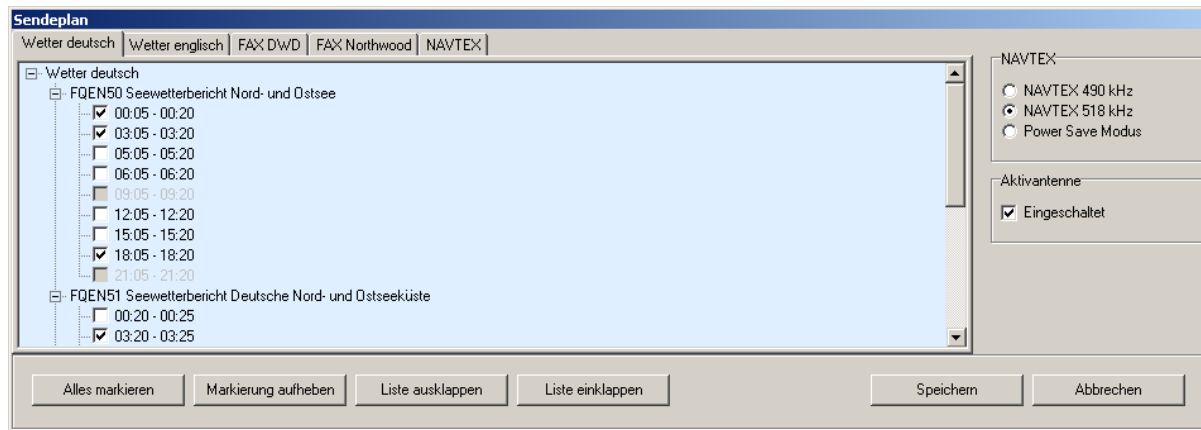 Sendeplan
Wetter deutsch Wetter englisch FAX DWD FAX Northwood NAVTEX
Wetter deutsch
FQEN50 Seewetterbericht Nord- und Ostsee
00:05 - 00:20
03:05 - 03:20
05:05 - 05:20
06:05 - 06:20
09:05 - 09:20
12:05 - 12:20
15:05 - 15:20
18:05 - 18:20
21:05 - 21:20
FQEN51 Seewetterbericht Deutsche Nord- und Ostseeküste
00:20 - 00:25
03:20 - 03:25
NAVTEX
NAVTEX 490 kHz
NAVTEX 518 kHz
Power Save Modus
Aktivantenne
Eingeschaltet
Alles markieren Markierung aufheben Liste ausklappen Liste einklappen Speichern Abbrechen